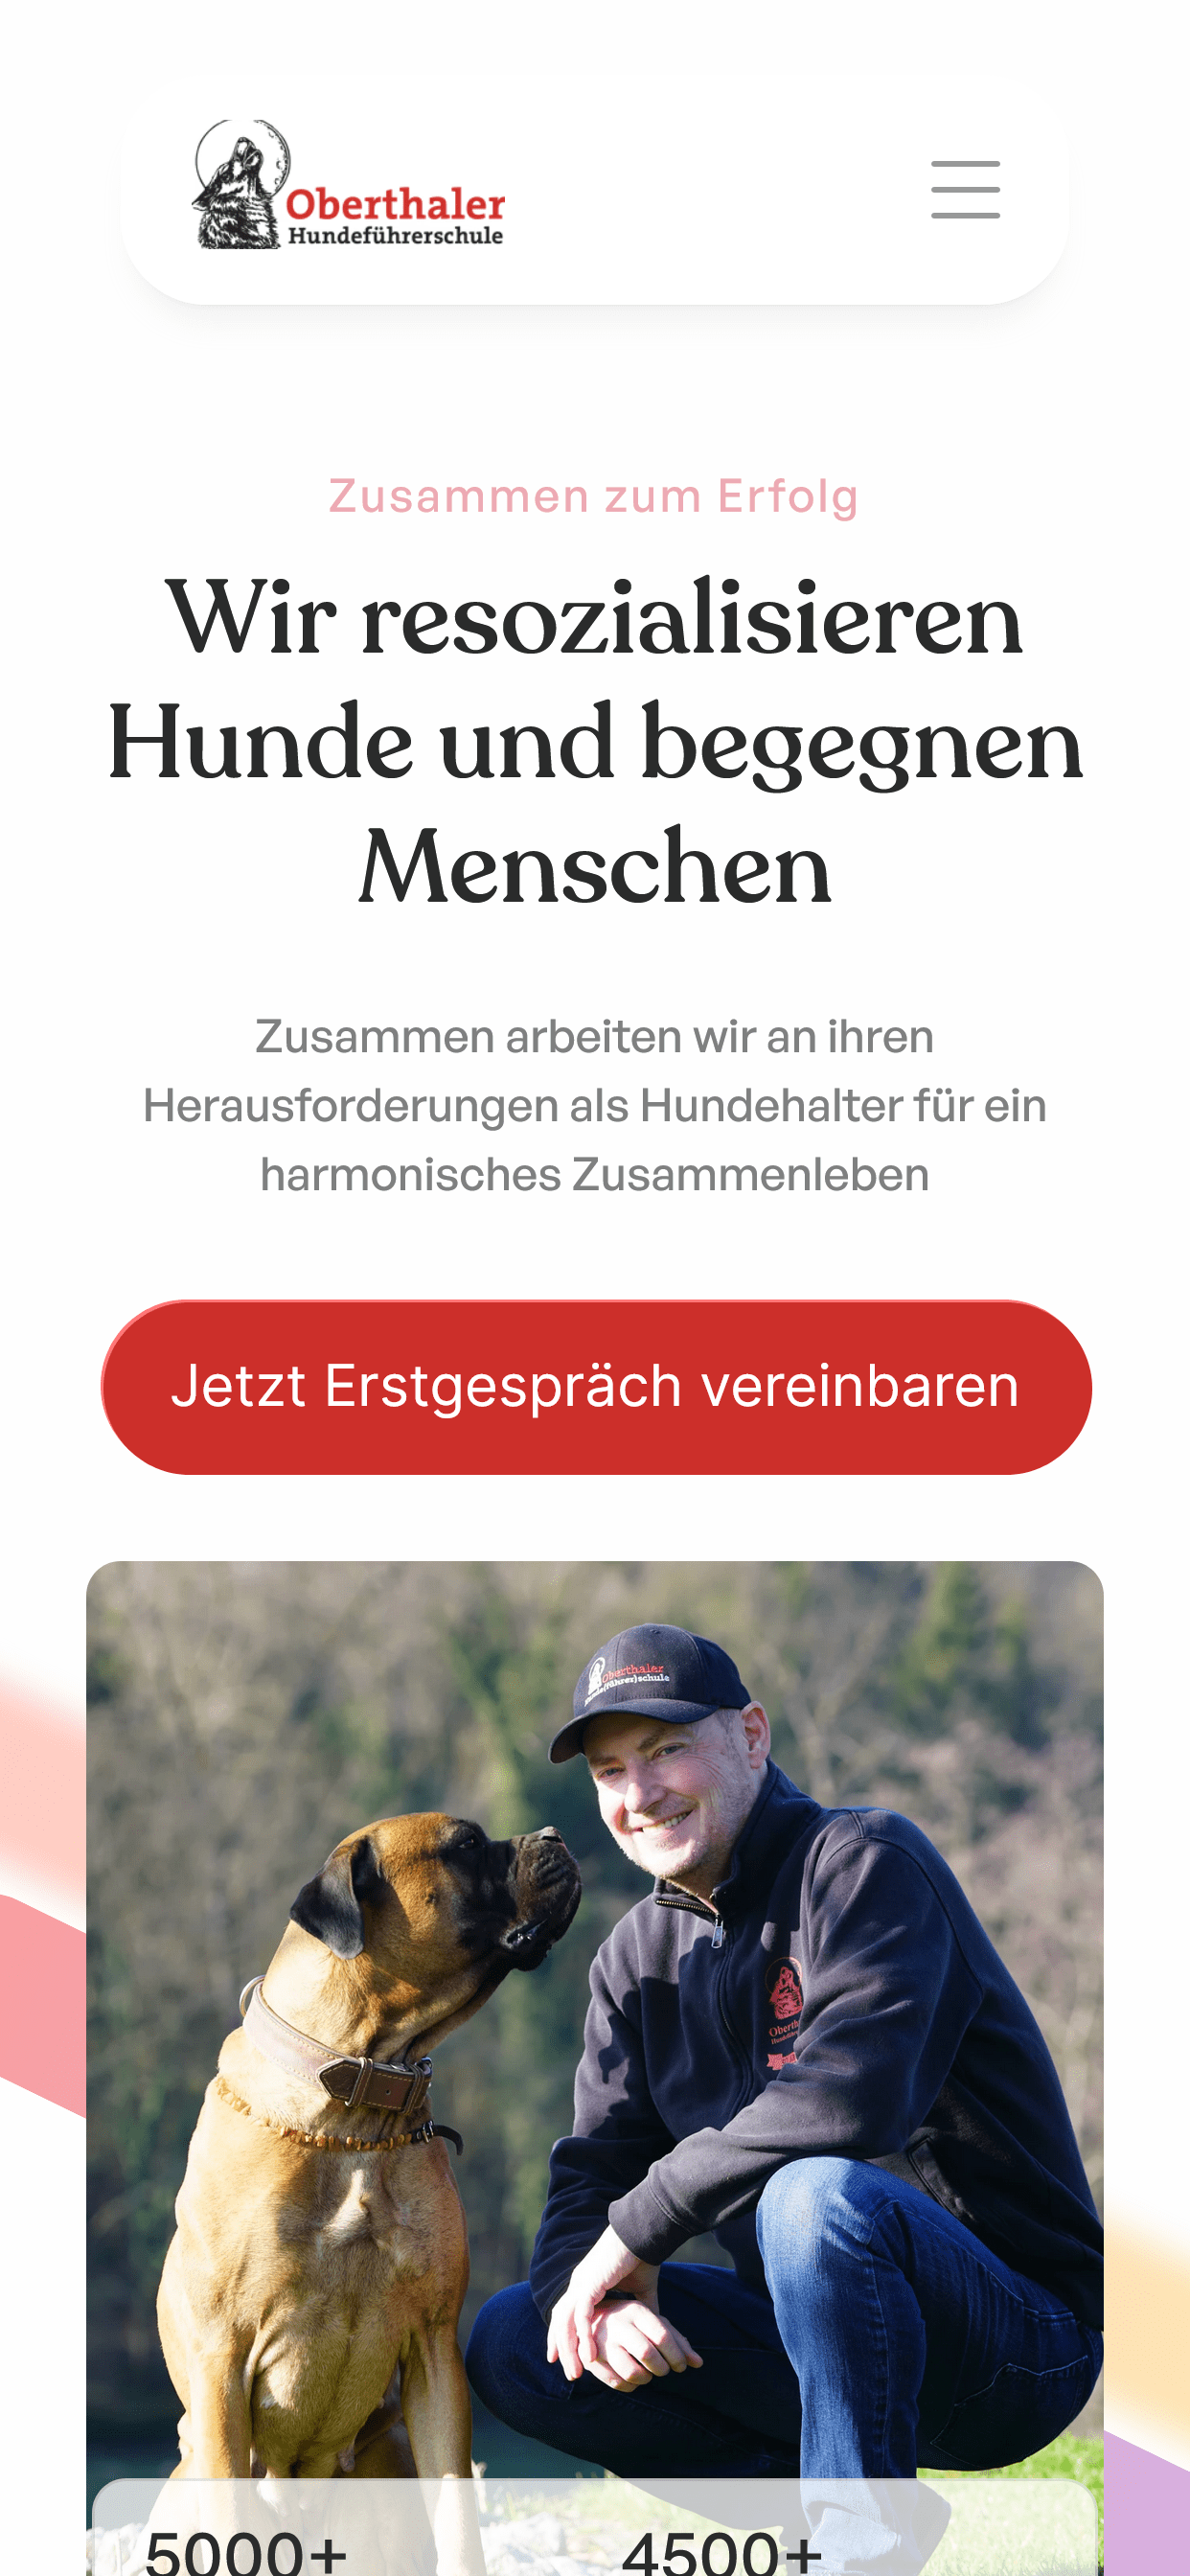 Oberthaler
Hundeführerschule
Zusammen zum Erfolg
Wir resozialisieren
Hunde und begegnen
Menschen
Zusammen arbeiten wir an ihren
Herausforderungen als Hundehalter für ein
harmonisches Zusammenleben
Jetzt Erstgespräch vereinbaren
Oberthaler
Hunde(führer)schule
5000+ 4500+